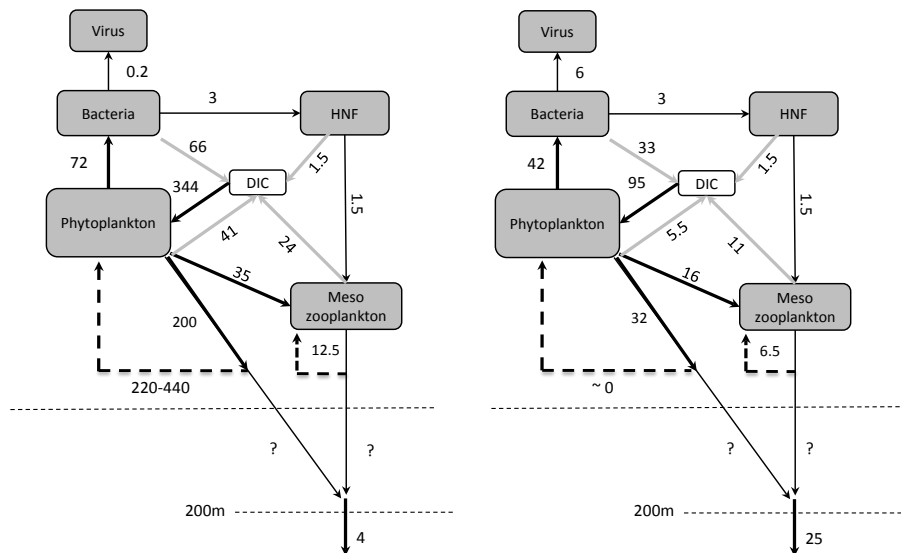 Virus
0.2
Bacteria
3
HNF
66
1.5
72
DIC
344
Phytoplankton
41
24
1.5
35
Meso
zooplankton
200
12.5
220-440
?
?
200m
4
Virus
6
Bacteria
3
HNF
33
1.5
42
DIC
95
Phytoplankton
5.5
11
1.5
16
Meso
zooplankton
32
6.5
~ 0
?
?
200m
25